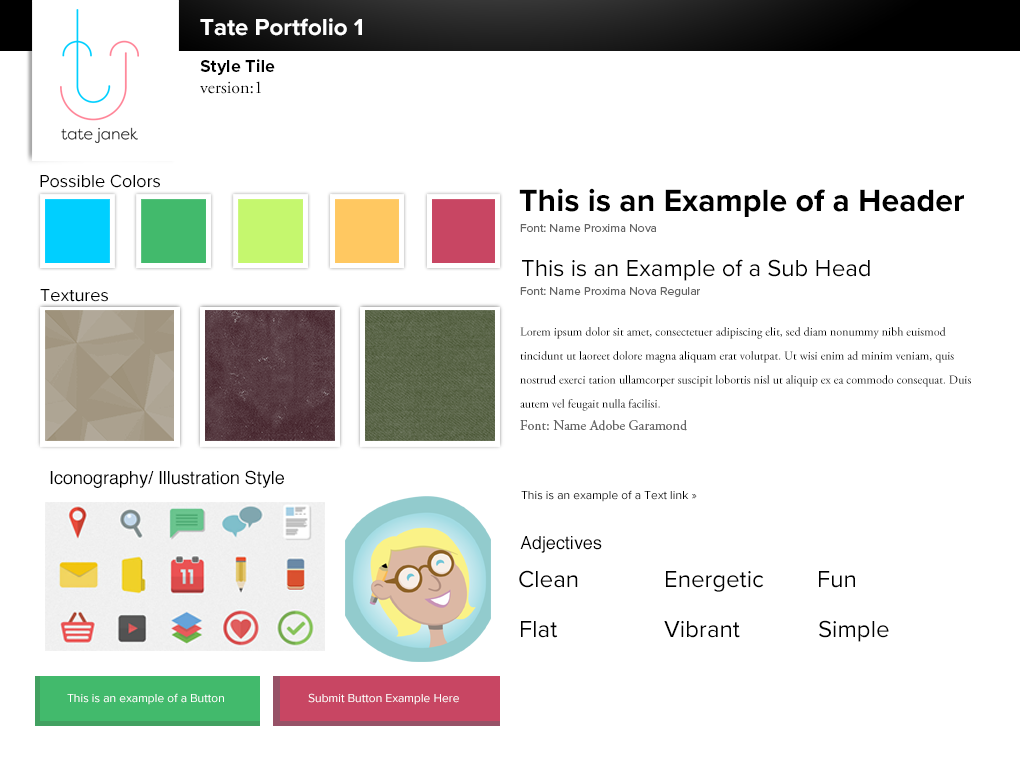 Tate Portfolio 1
tate janek
Style Tile
version:1
Possible Colors
Textures
Iconography/ Illustration Style
11
This is an example of a Button
Submit Button Example Here
This is an Example of a Header
Font: Name Proxima Nova
This is an Example of a Sub Head
Font: Name Proxima Nova Regular
Lorem ipsum dolor sit amet, consectetuer adipiscing elit, sed diam nonummy nibh euismod
tincidunt ut laoreet dolore magna aliquam erat volutpat. Ut wisi enim ad minim veniam, quis
nostrud exerci tation ullamcorper suscipit lobortis nisl ut aliquip ex ea commodo consequat. Duis
autem vel feugait nulla facilisi.
Font: Name Adobe Garamond
This is an example of a Text link »
Adjectives
Clean Energetic Fun
Flat Vibrant Simple